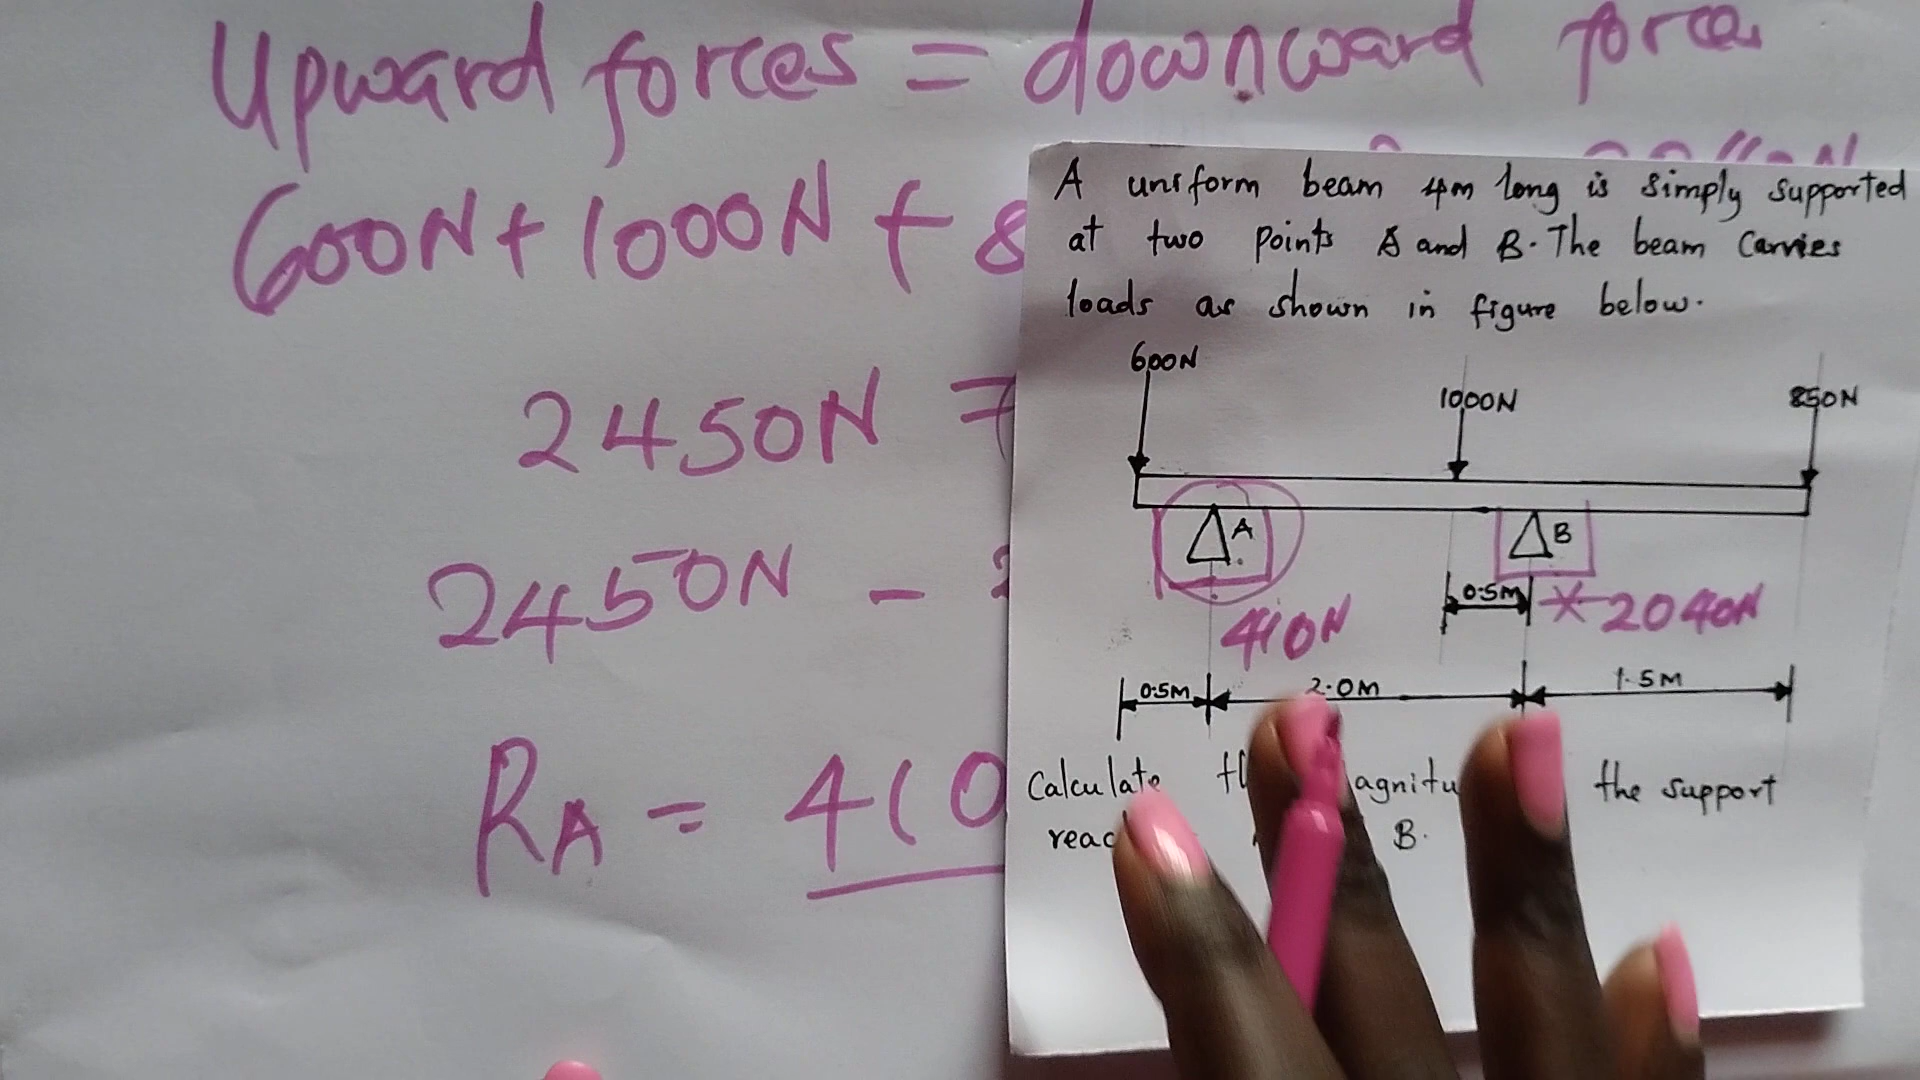 Upward forces = downward force
600N + 1000N + 8
2450N =
2450N -
RA = 410
A uniform beam 4m long is simply supported
at two points A and B. The beam carries
loads as shown in figure below.
600N
1000N
850N
A
B
0.5M
2040N
410N
0.5M
2.0M
1.5M
Calculate
the support
B.